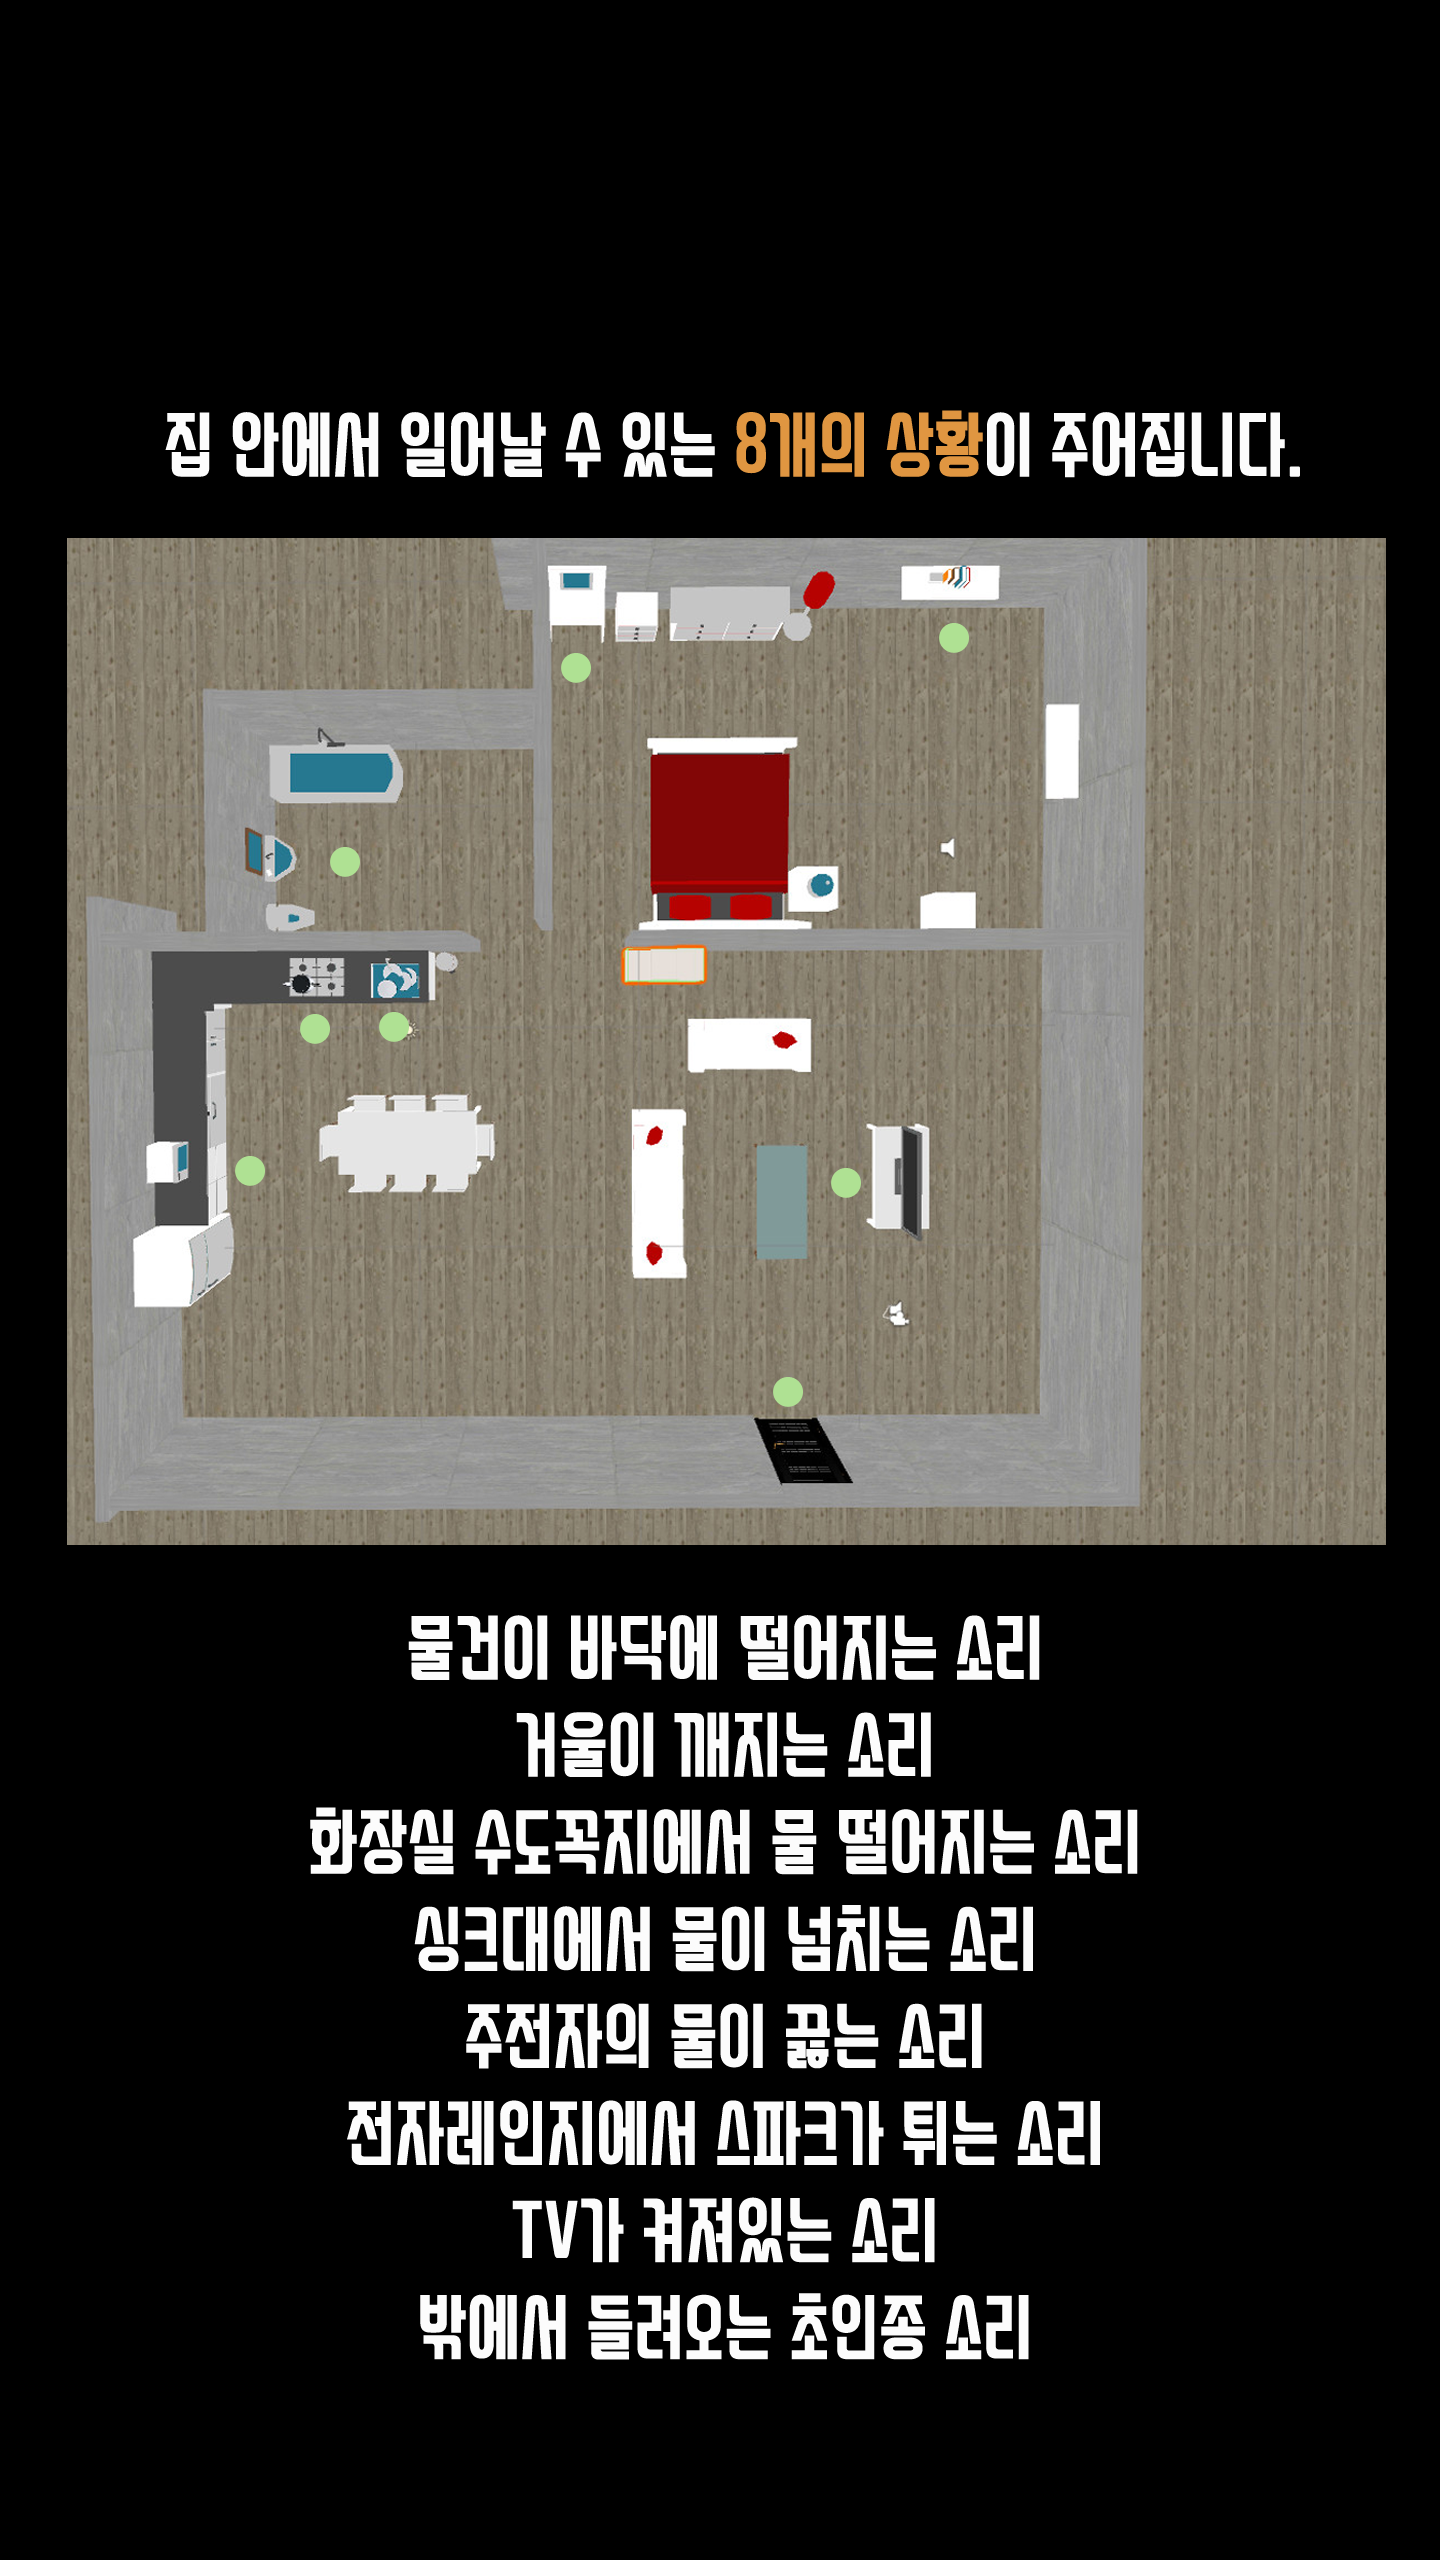 집 안에서 일어날 수 있는 8개의 상황이 주어집니다.
물건이 바닥에 떨어지는 소리
거울이 깨지는 소리
화장실 수도꼭지에서 물 떨어지는 소리
싱크대에서 물이 넘치는 소리
주전자의 물이 끓는 소리
전자레인지에서 스파크가 튀는 소리
TV가 켜져있는 소리
밖에서 들려오는 초인종 소리